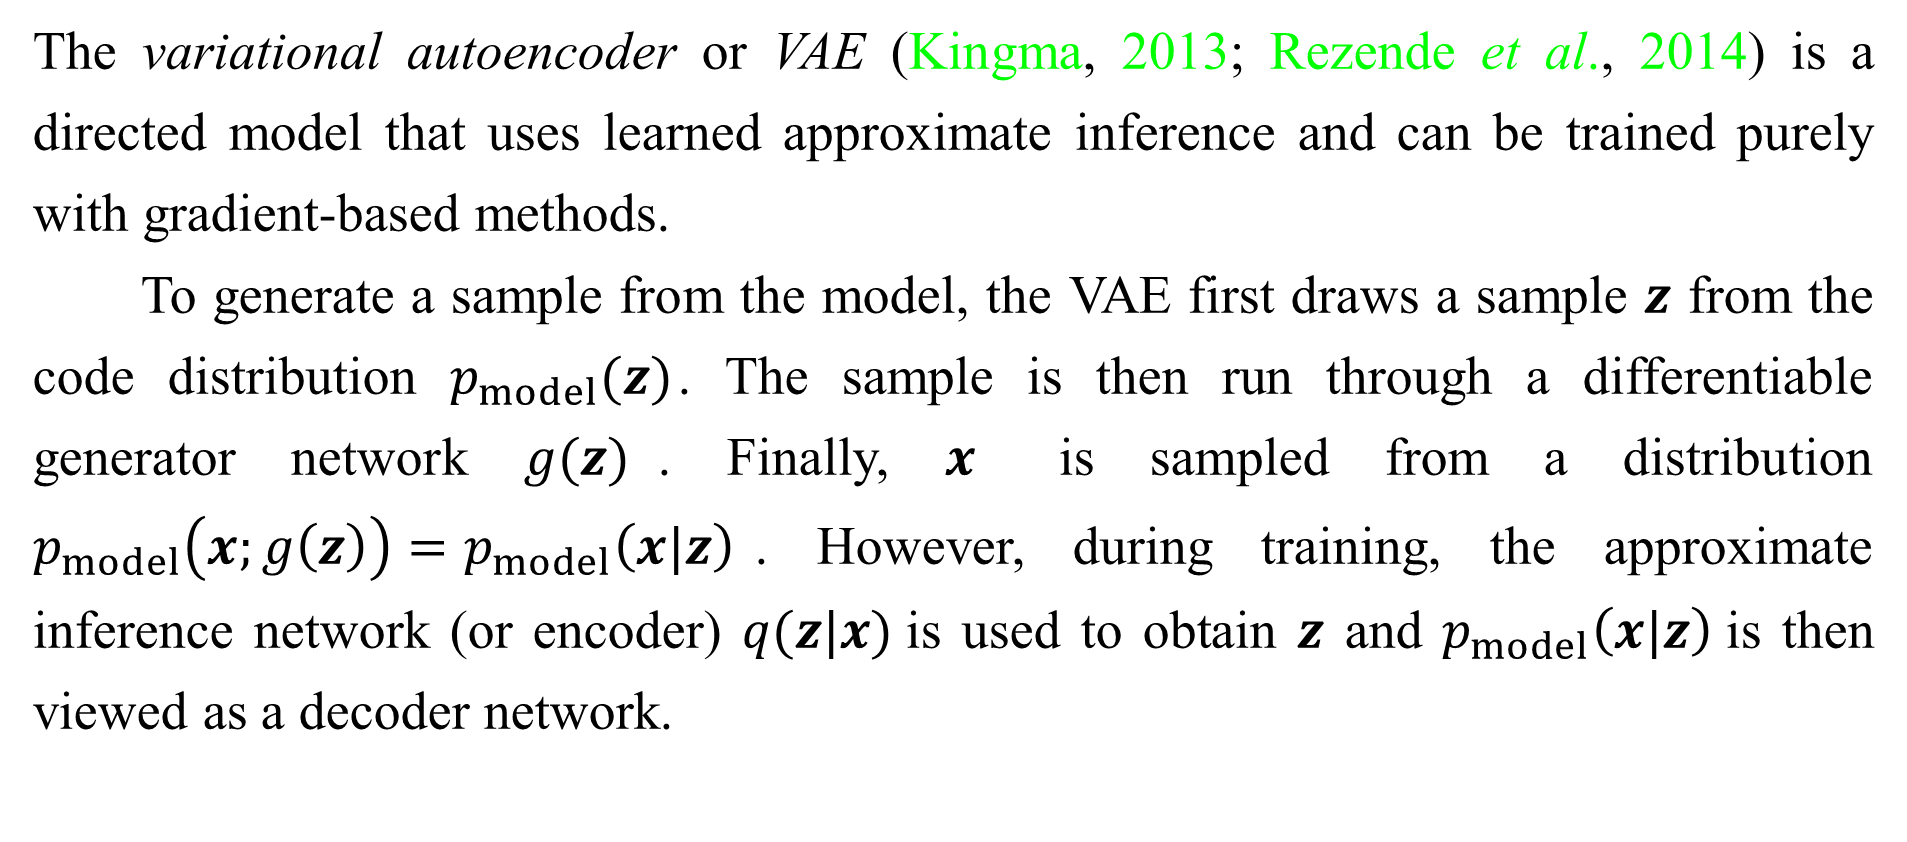 The variational autoencoder or VAE (Kingma, 2013; Rezende et al., 2014) is a
directed model that uses learned approximate inference and can be trained purely
with gradient-based methods.
To generate a sample from the model, the VAE first draws a sample z from the
code distribution p_model(z). The sample is then run through a differentiable
generator network g(z) . Finally, x is sampled from a distribution
p_model(x; g(z)) = p_model(x|z) . However, during training, the approximate
inference network (or encoder) q(z|x) is used to obtain z and p_model(x|z) is then
viewed as a decoder network.